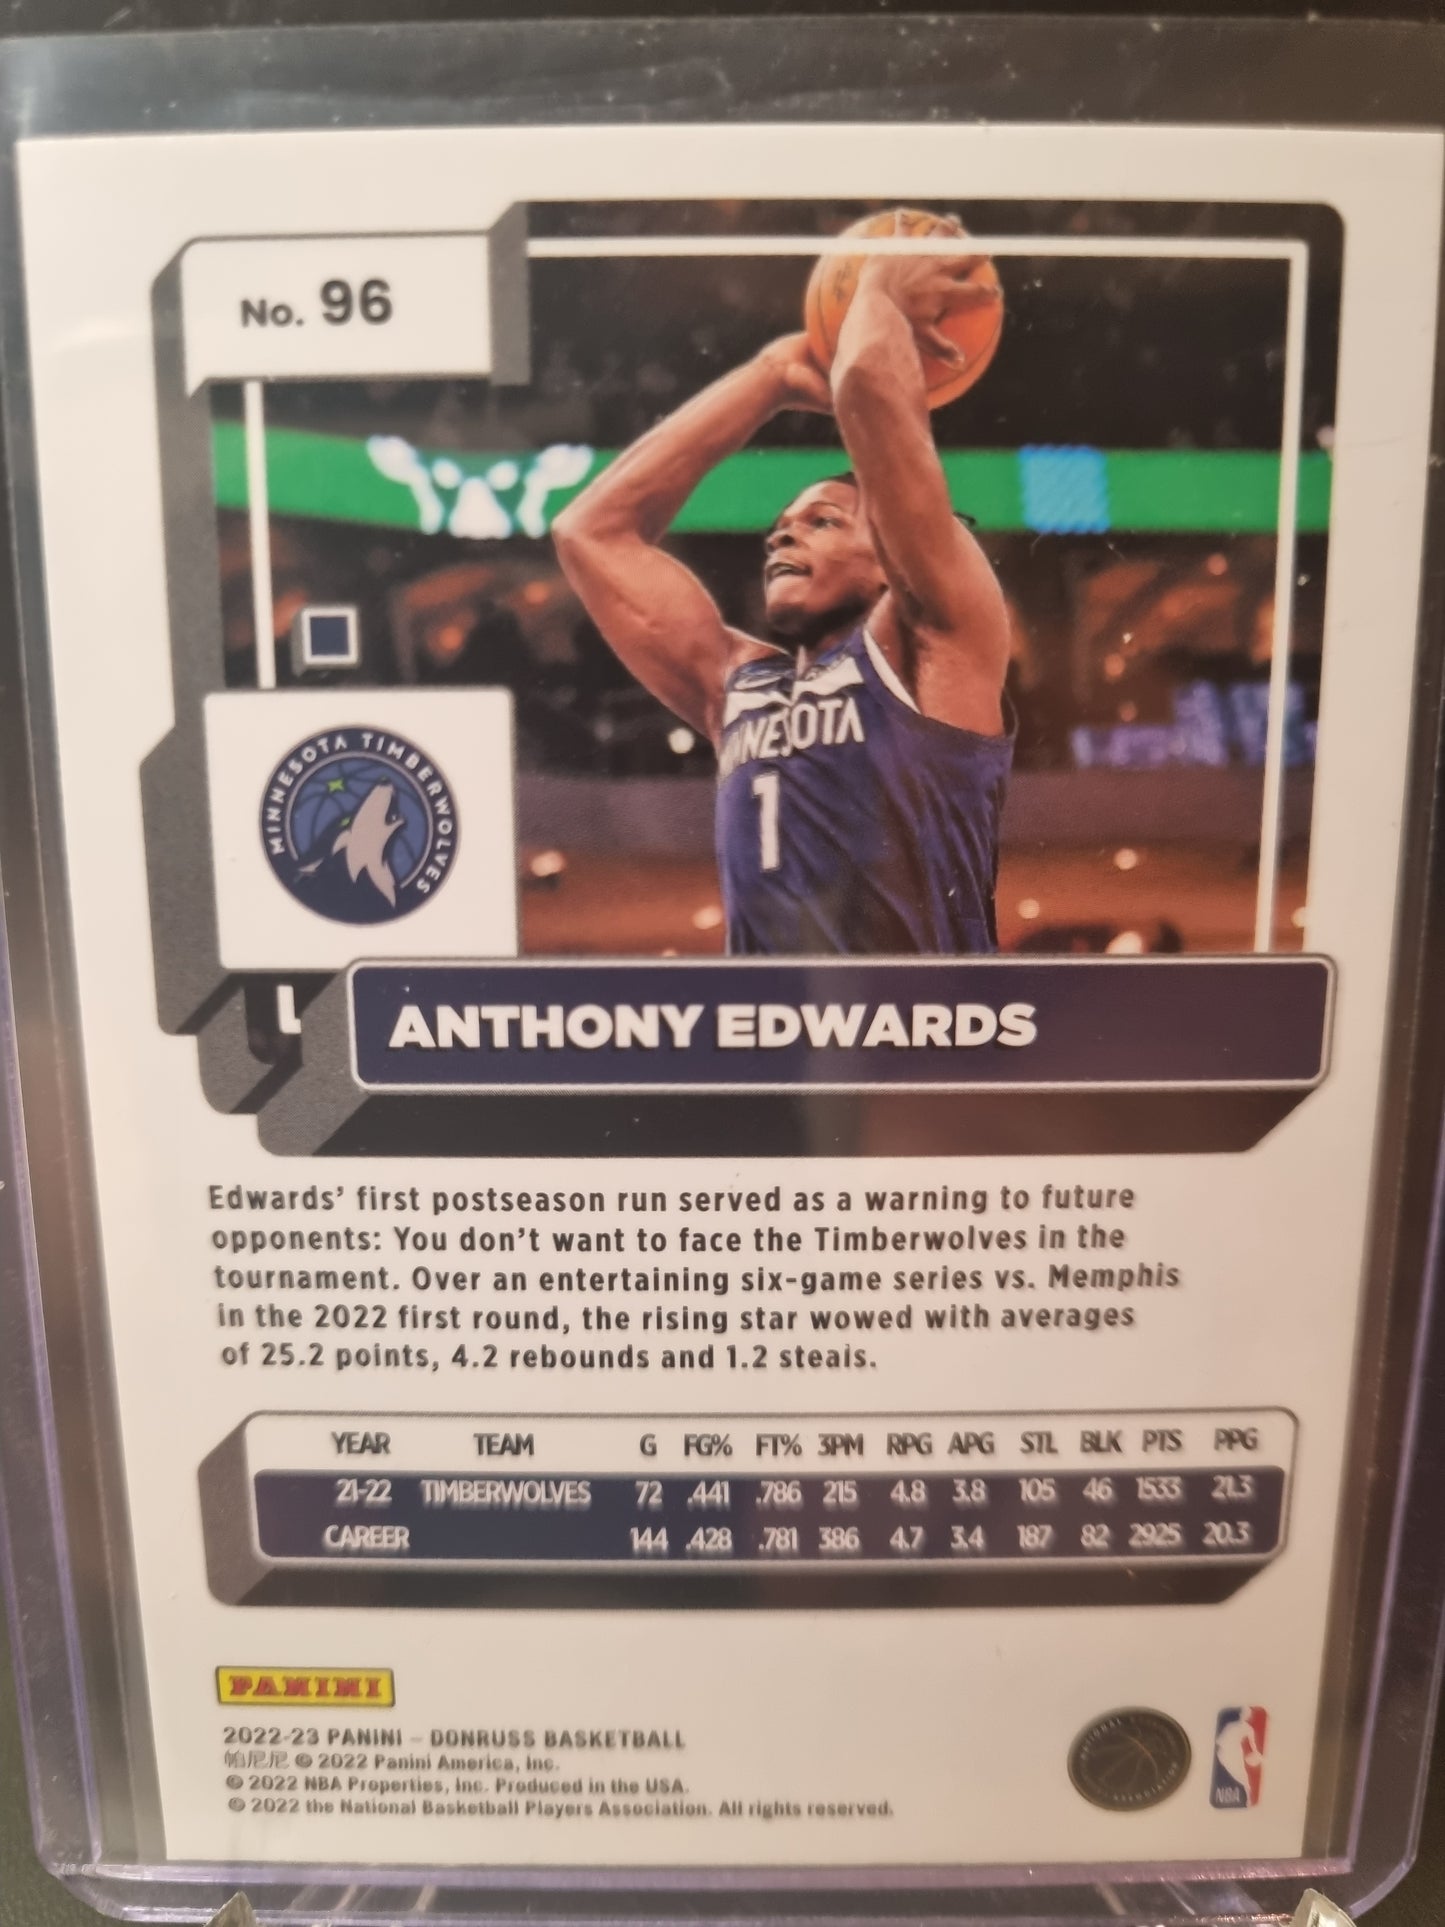 No. 96
MINNESOTA
1
MINNESOTA TIMBERWOLVES
ANTHONY EDWARDS
Edwards' first postseason run served as a warning to future
opponents: You don't want to face the Timberwolves in the
tournament. Over an entertaining six-game series vs. Memphis
in the 2022 first round, the rising star wowed with averages
of 25.2 points, 4.2 rebounds and 1.2 steals.
YEAR TEAM G FG% FT% 3PM RPG APG STL BLK PTS PPG
21-22 TIMBERWOLVES 72 .441 .786 215 4.8 3.8 105 46 1533 21.3
CAREER 144 .428 .781 386 4.7 3.4 187 82 2925 20.3
PANINI
2022-23 PANINI – DONRUSS BASKETBALL
帕尼尼 © 2022 Panini America, Inc.
© 2022 NBA Properties, Inc. Produced in the USA.
© 2022 the National Basketball Players Association. All rights reserved.
NBA